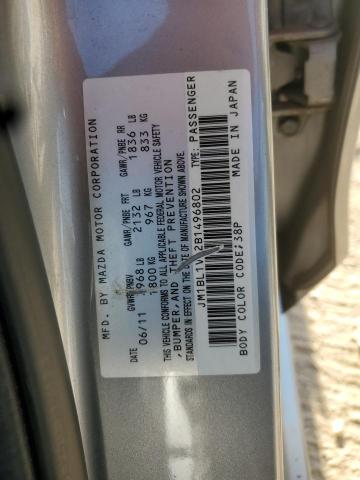 MFD. BY MAZDA MOTOR CORPORATION
GVWR/PNBV GAWR/PNBE FRT GAWR/PNBE RR
DATE 3968 LB 2132 LB 1836 LB
06/11 1800 KG 967 KG 833 KG
THIS VEHICLE CONFORMS TO ALL APPLICABLE FEDERAL MOTOR VEHICLE SAFETY
, BUMPER, AND THEFT PREVENTION
STANDARDS IN EFFECT ON THE DATE OF MANUFACTURE SHOWN ABOVE.
TYPE: PASSENGER
BODY COLOR CODE: 38P MADE IN JAPAN